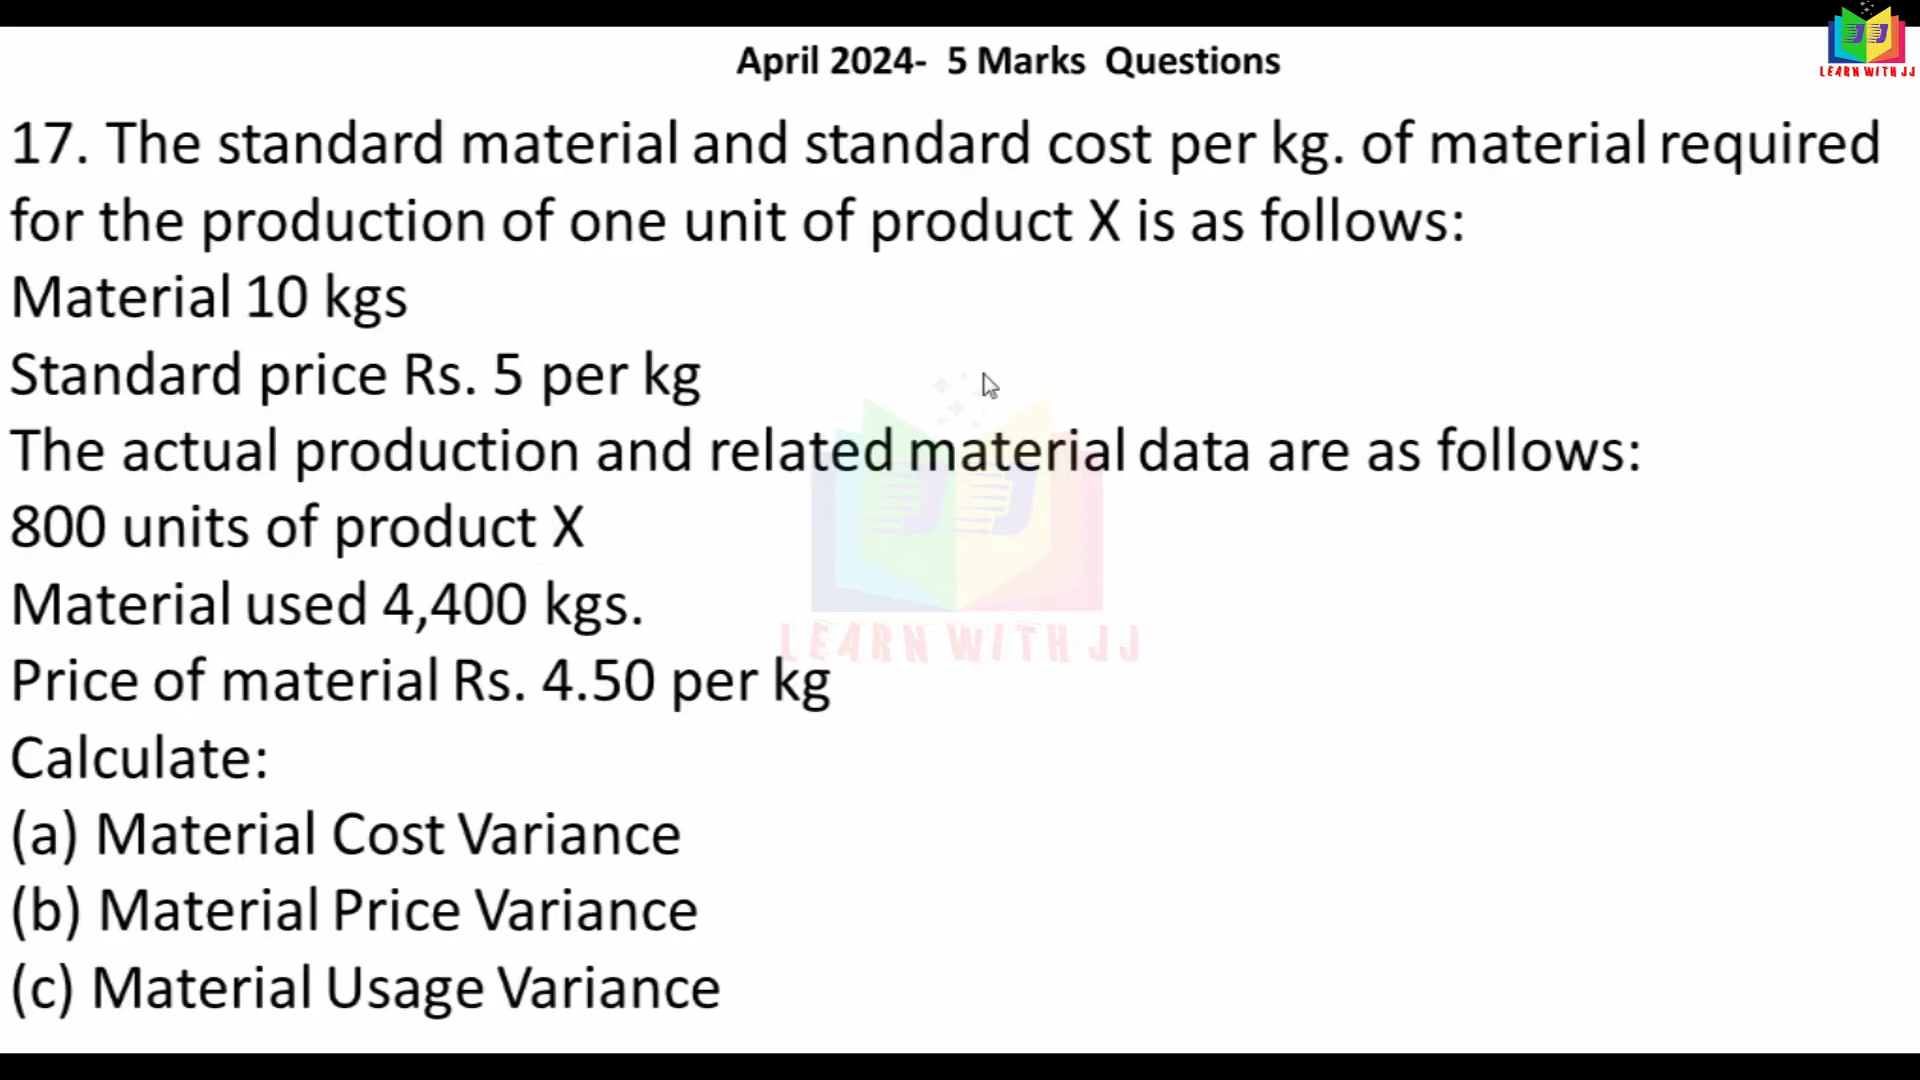 April 2024- 5 Marks Questions
LEARN WITH JJ
17. The standard material and standard cost per kg. of material required
for the production of one unit of product X is as follows:
Material 10 kgs
Standard price Rs. 5 per kg
The actual production and related material data are as follows:
800 units of product X
Material used 4,400 kgs.
LEARN WITH JJ
Price of material Rs. 4.50 per kg
Calculate:
(a) Material Cost Variance
(b) Material Price Variance
(c) Material Usage Variance